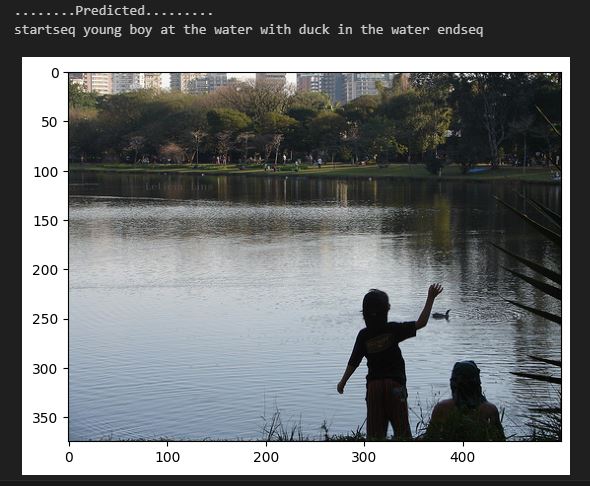 ........Predicted.........
startseq young boy at the water with duck in the water endseq
0
50
100
150
200
250
300
350
0 100 200 300 400